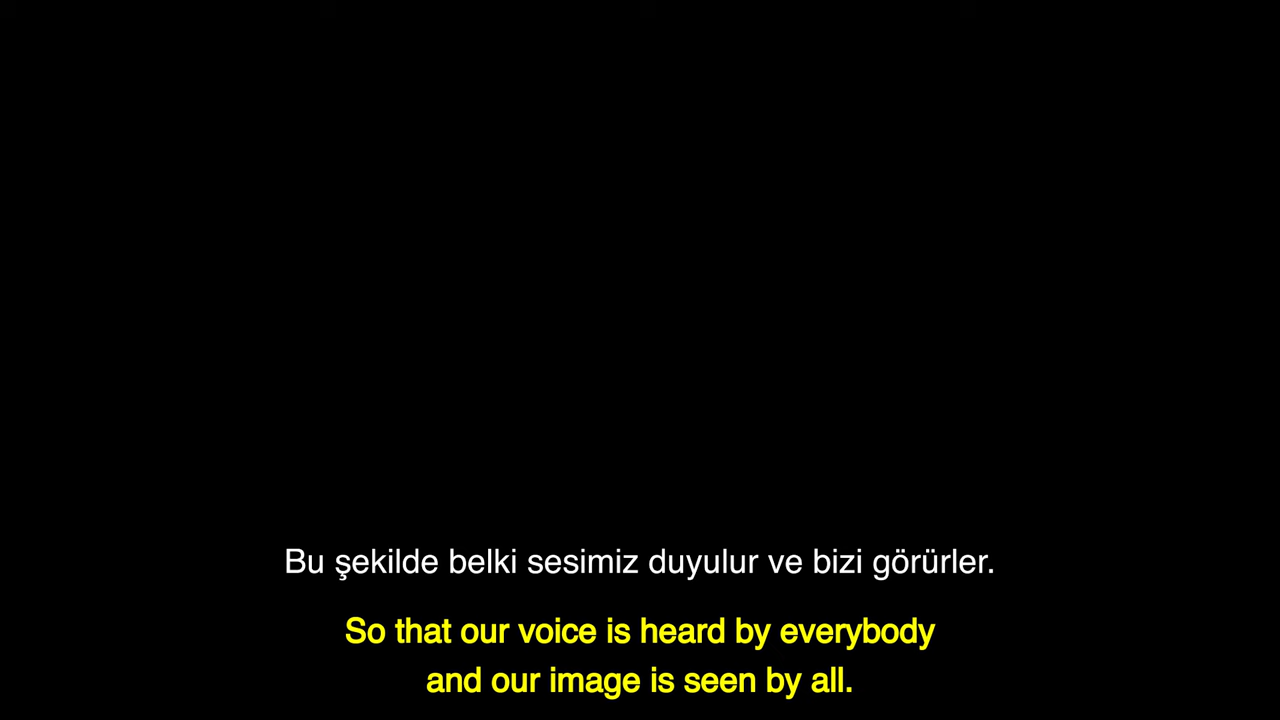 Bu şekilde belki sesimiz duyulur ve bizi görürler.
So that our voice is heard by everybody
and our image is seen by all.